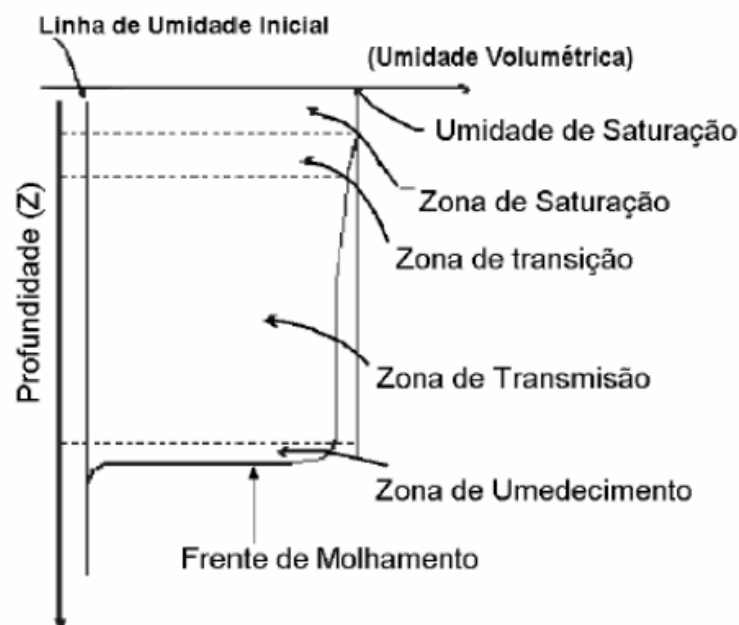 Linha de Umidade Inicial
(Umidade Volumétrica)
Umidade de Saturação
Zona de Saturação
Zona de transição
Profundidade (Z)
Zona de Transmisão
Zona de Umedecimento
Frente de Molhamento